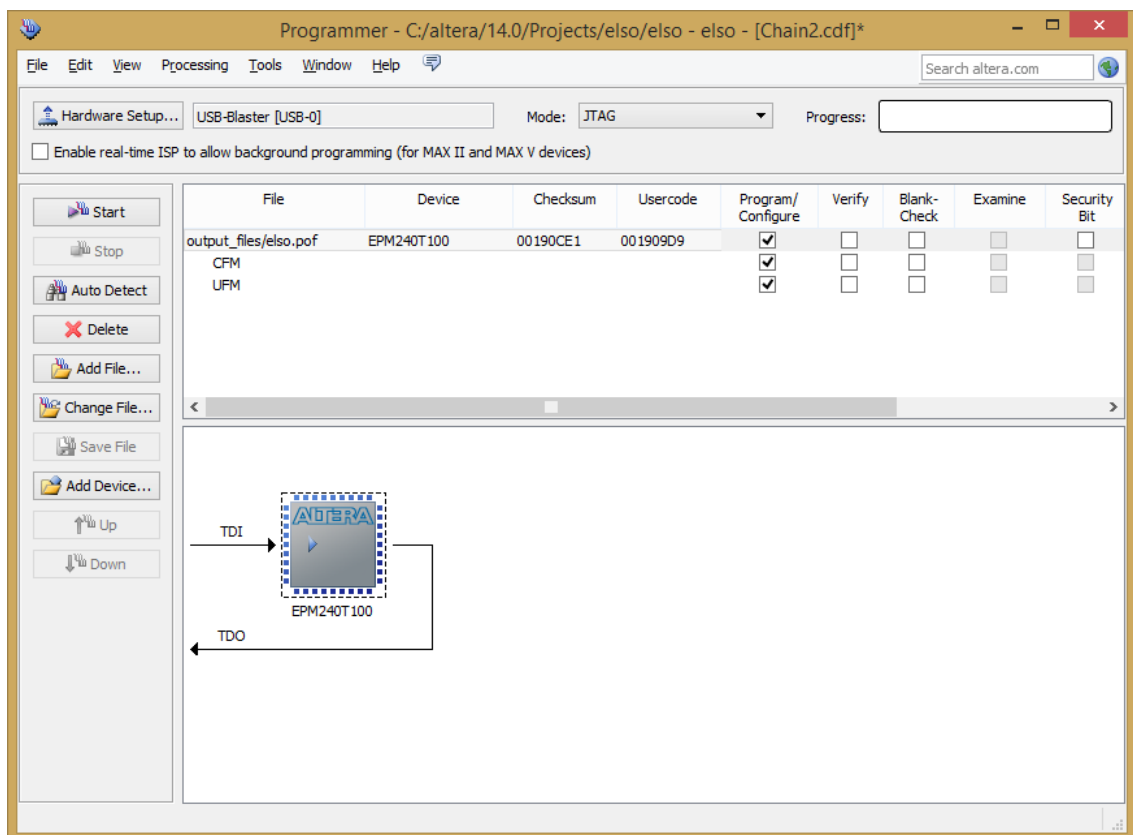 Programmer - C:/altera/14.0/Projects/elso/elso - elso - [Chain2.cdf]*
File Edit View Processing Tools Window Help
Search altera.com
Hardware Setup... USB-Blaster [USB-0] Mode: JTAG Progress:
Enable real-time ISP to allow background programming (for MAX II and MAX V devices)
Start
Stop
Auto Detect
Delete
Add File...
Change File...
Save File
Add Device...
Up
Down
File Device Checksum Usercode Program/ Verify Blank- Examine Security
Configure Check Bit
output_files/elso.pof EPM240T100 00190CE1 001909D9
CFM
UFM
TDI
ALTERA
EPM240T100
TDO